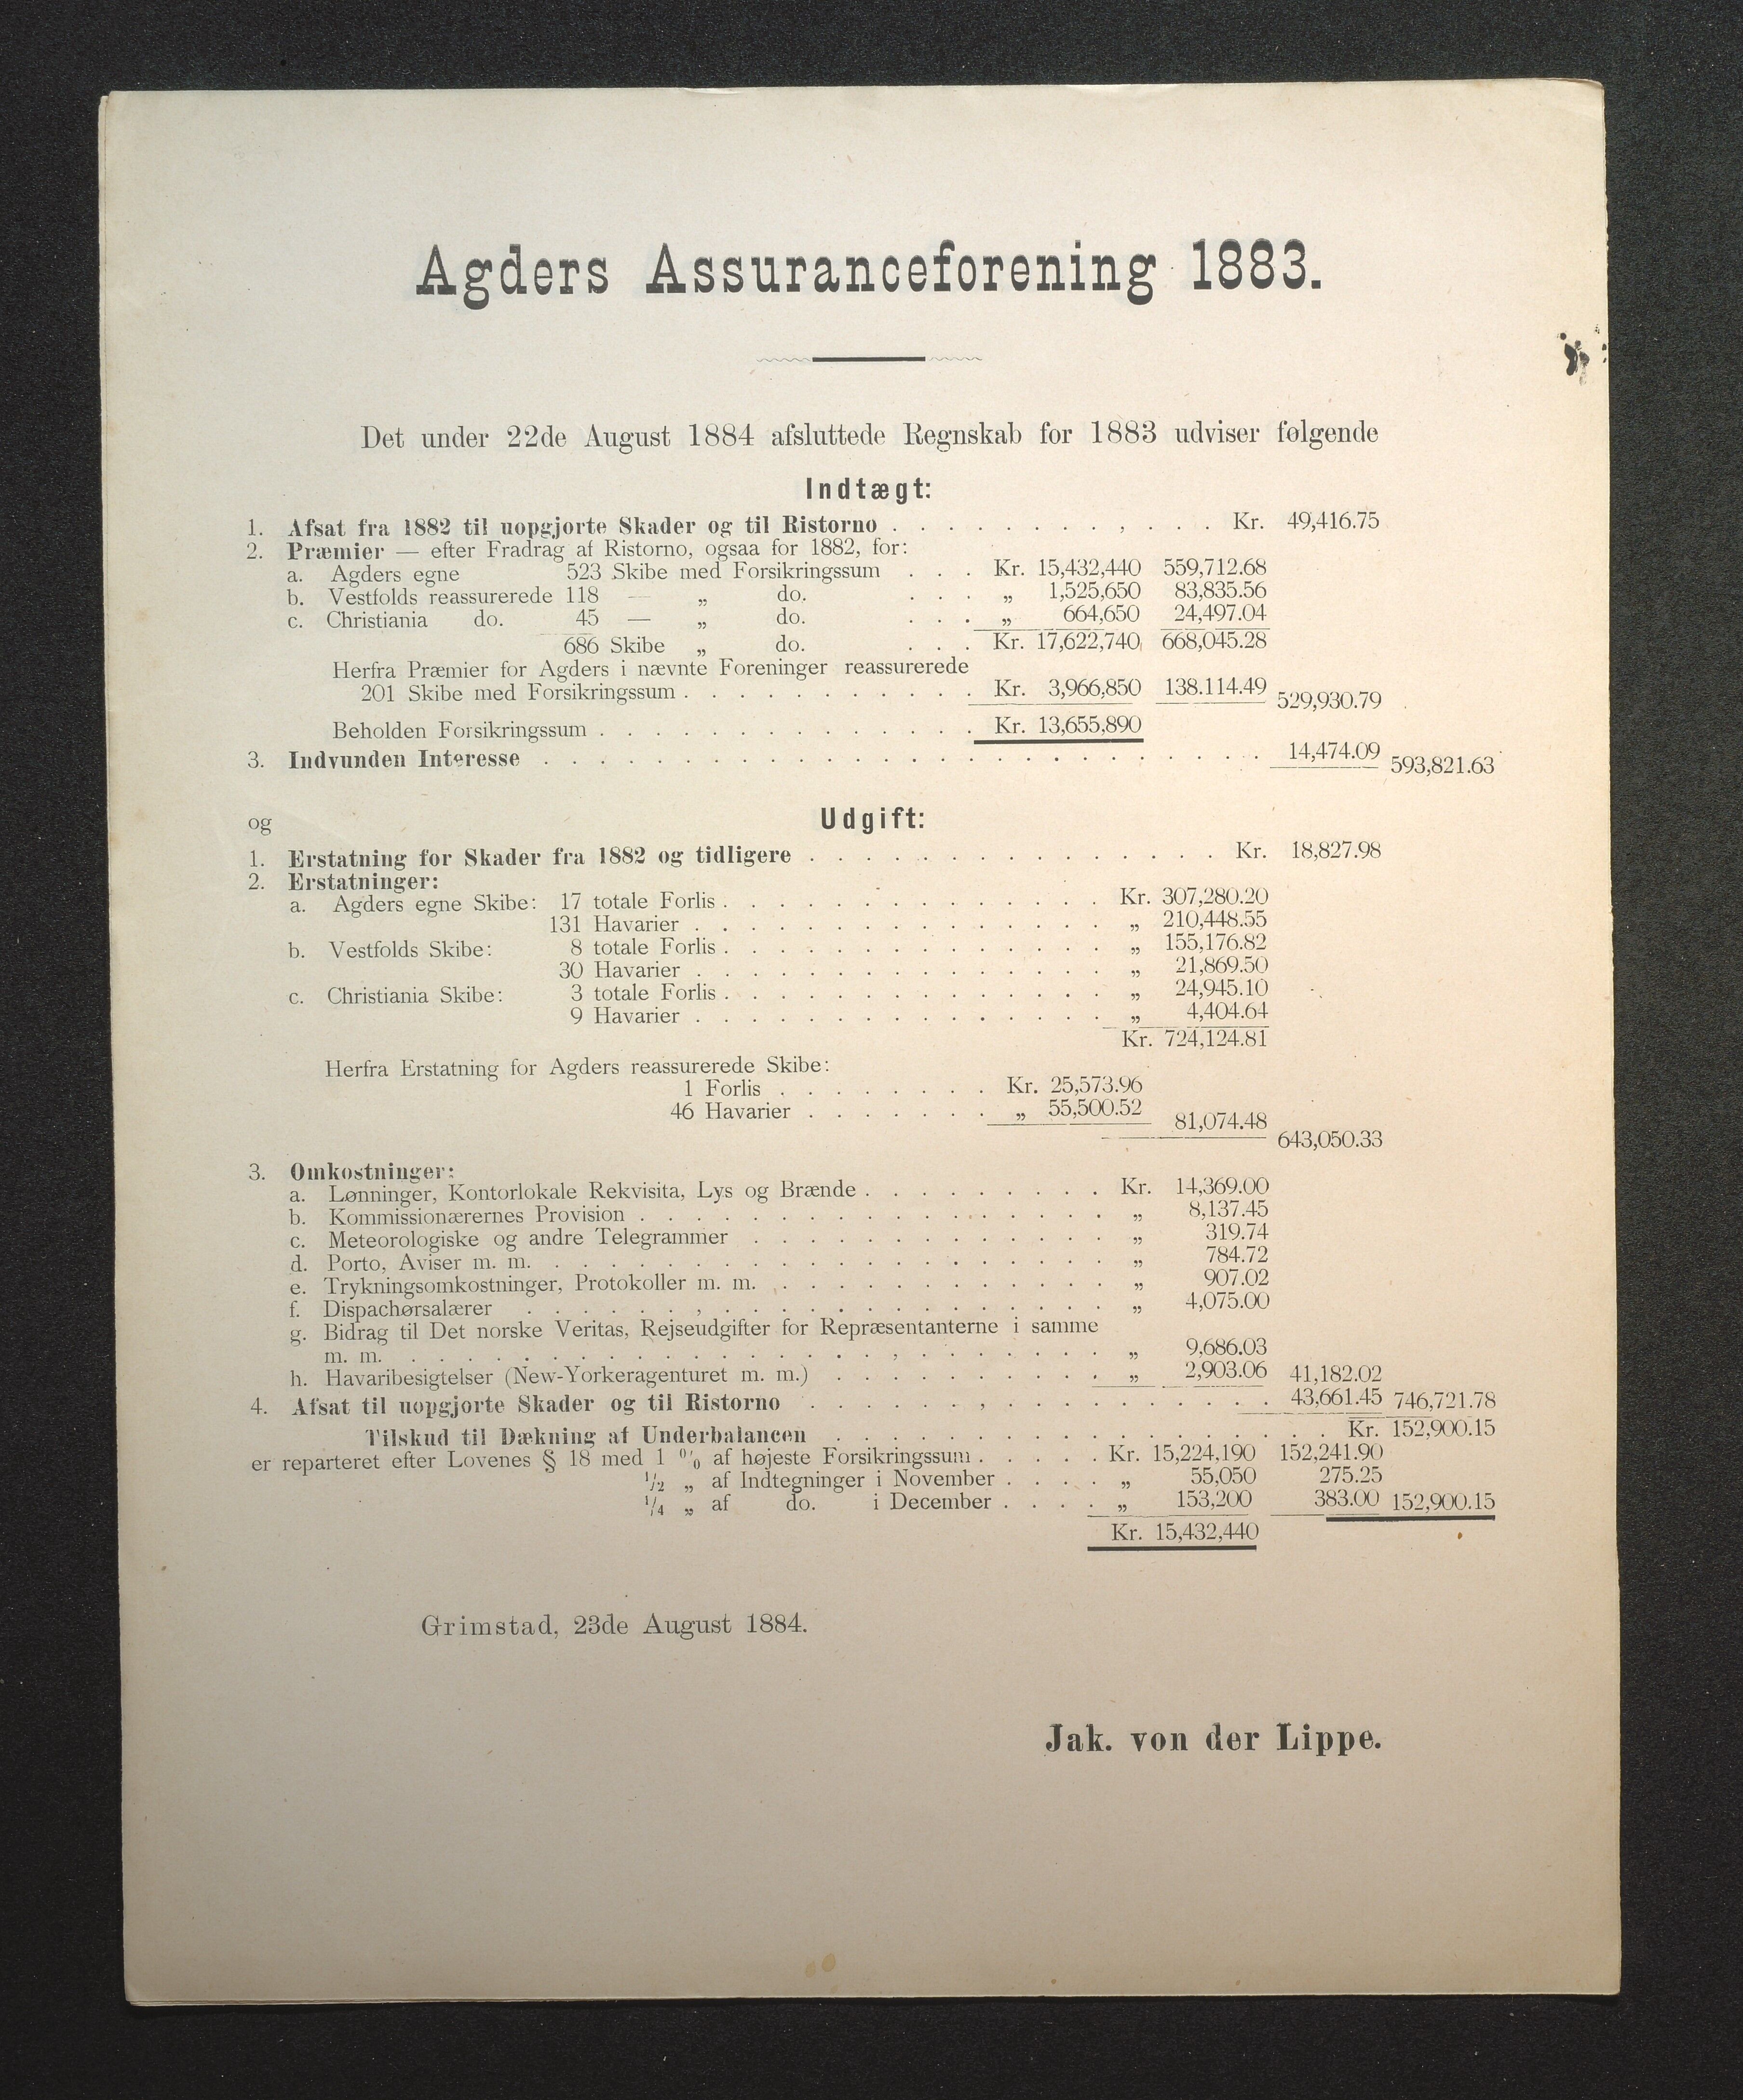 Agders Assuranceforening 1883.
Det under 22de August 1884 afsluttede Regnskab for 1883 udviser følgende
Indtægt:
1. Afsat fra 1882 til uopgjorte Skader og til Ristorno . . . . . . . . . , . . . Kr. 49,416.75
2. Præmier — efter Fradrag af Ristorno, ogsaa for 1882, for:
a. Agders egne 523 Skibe med Forsikringssum . . . Kr. 15,432,440 559,712.68
b. Vestfolds reassurerede 118 — „ do. . . . „ 1,525,650 83,835.56
c. Christiania do. 45 — „ do. . . . „ 664,650 24,497.04
686 Skibe „ do. . . . Kr. 17,622,740 668,045.28
Herfra Præmier for Agders i nævnte Foreninger reassurerede
201 Skibe med Forsikringssum . . . . . . . . . . . Kr. 3,966,850 138.114.49 529,930.79
Beholden Forsikringssum . . . . . . . . . . . . . . Kr. 13,655,890
3. Indvunden Interesse . . . . . . . . . . . . . . . . . . . . . . . . . . 14,474.09 593,821.63
og Udgift:
1. Erstatning for Skader fra 1882 og tidligere . . . . . . . . . . . . . . . Kr. 18,827.98
2. Erstatninger:
a. Agders egne Skibe: 17 totale Forlis . . . . . . . . . . . . . . Kr. 307,280.20
131 Havarier . . . . . . . . . . . . . . . „ 210,448.55
b. Vestfolds Skibe: 8 totale Forlis . . . . . . . . . . . . . . „ 155,176.82
30 Havarier . . . . . . . . . . . . . . . „ 21,869.50
c. Christiania Skibe: 3 totale Forlis . . . . . . . . . . . . . . „ 24,945.10
9 Havarier . . . . . . . . . . . . . . . „ 4,404.64
Kr. 724,124.81
Herfra Erstatning for Agders reassurerede Skibe:
1 Forlis . . . . . . . . Kr. 25,573.96
46 Havarier . . . . . . . „ 55,500.52 81,074.48
643,050.33
3. Omkostninger:
a. Lønninger, Kontorlokale Rekvisita, Lys og Brænde . . . . . . . . . Kr. 14,369.00
b. Kommissionærernes Provision . . . . . . . . . . . . . . . . . „ 8,137.45
c. Meteorologiske og andre Telegrammer . . . . . . . . . . . . . „ 319.74
d. Porto, Aviser m. m. . . . . . . . . . . . . . . . . . . . . „ 784.72
e. Trykningsomkostninger, Protokoller m. m. . . . . . . . . . . . . „ 907.02
f. Dispachørsalærer . . . . . . , . . . . . . . . . . . . . . „ 4,075.00
g. Bidrag til Det norske Veritas, Rejseudgifter for Repræsentanterne i samme
m. m. . . . . . . . . . . . . . . . . . , . . . . . . . „ 9,686.03
h. Havaribesigtelser (New-Yorkeragenturet m. m.) . . . . . . . . . . „ 2,903.06 41,182.02
4. Afsat til uopgjorte Skader og til Ristorno . . . . . . , . . . . . . . . . . 43,661.45 746,721.78
Tilskud til Dækning af Underbalancen . . . . . . . . . . . . . . . . . . Kr. 152,900.15
er reparteret efter Lovenes § 18 med 1 % af højeste Forsikringssum . . . . . Kr. 15,224,190 152,241.90
1/2 „ af Indtegninger i November . . . . „ 55,050 275.25
1/4 „ af do. i December . . . . „ 153,200 383.00 152,900.15
Kr. 15,432,440
Grimstad, 23de August 1884.
Jak. von der Lippe.